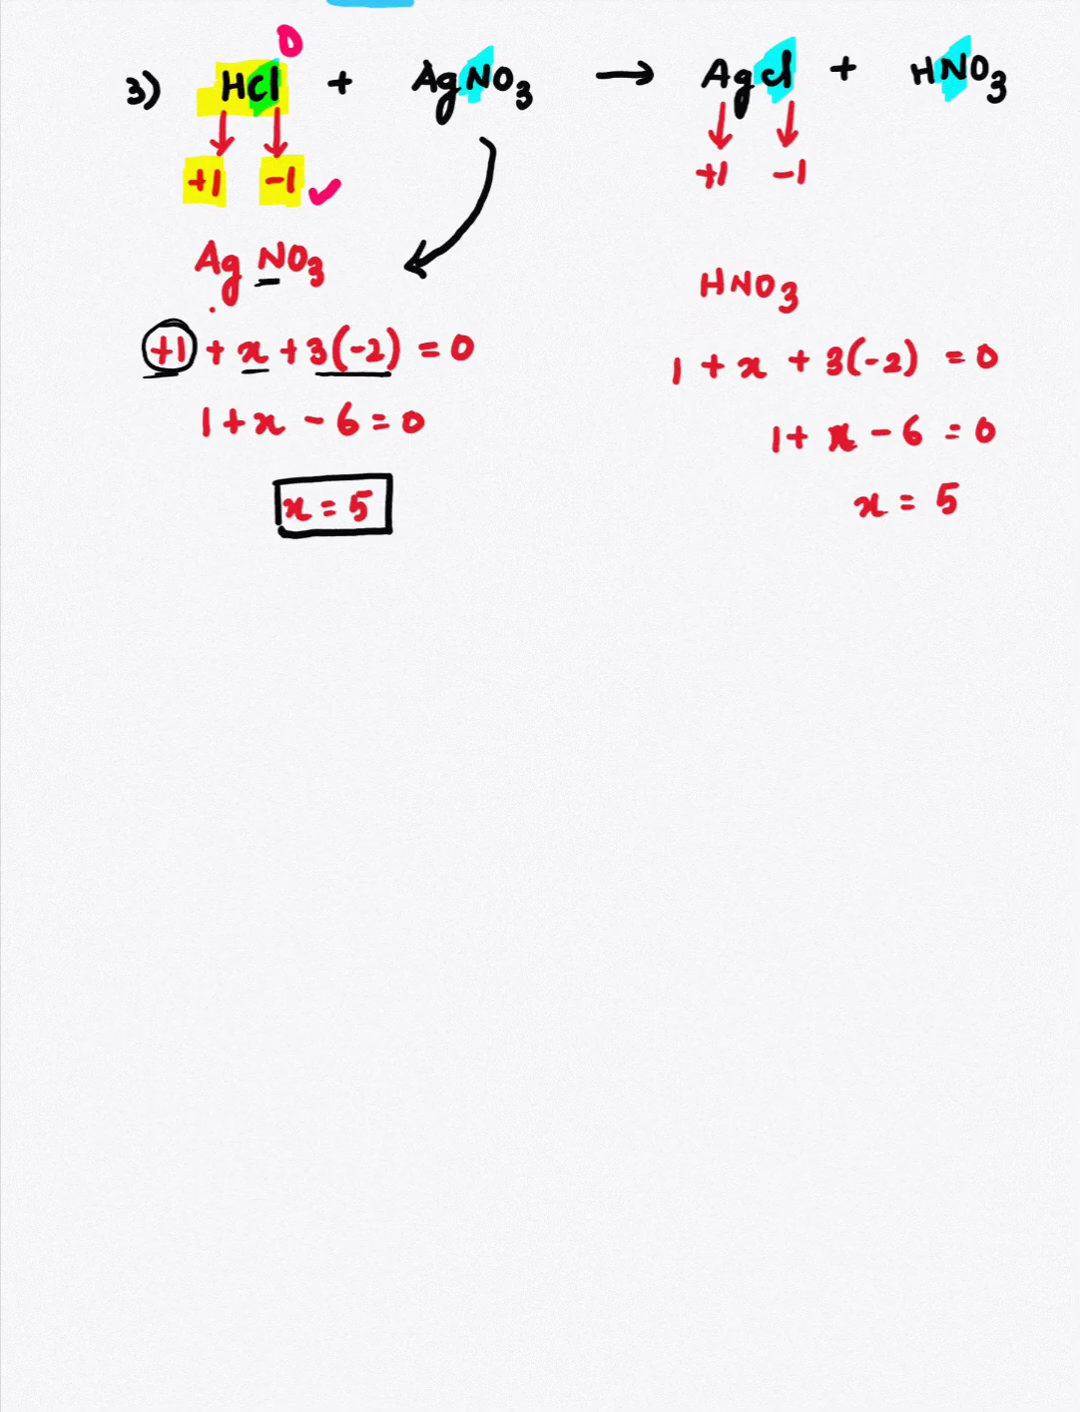 0
3) HCl + AgNO3 → AgCl + HNO3
+1 -1 ✓
+1 -1
AgNO3
+1 + x + 3(-2) = 0
1 + x - 6 = 0
x = 5
HNO3
1 + x + 3(-2) = 0
1 + x - 6 = 0
x = 5